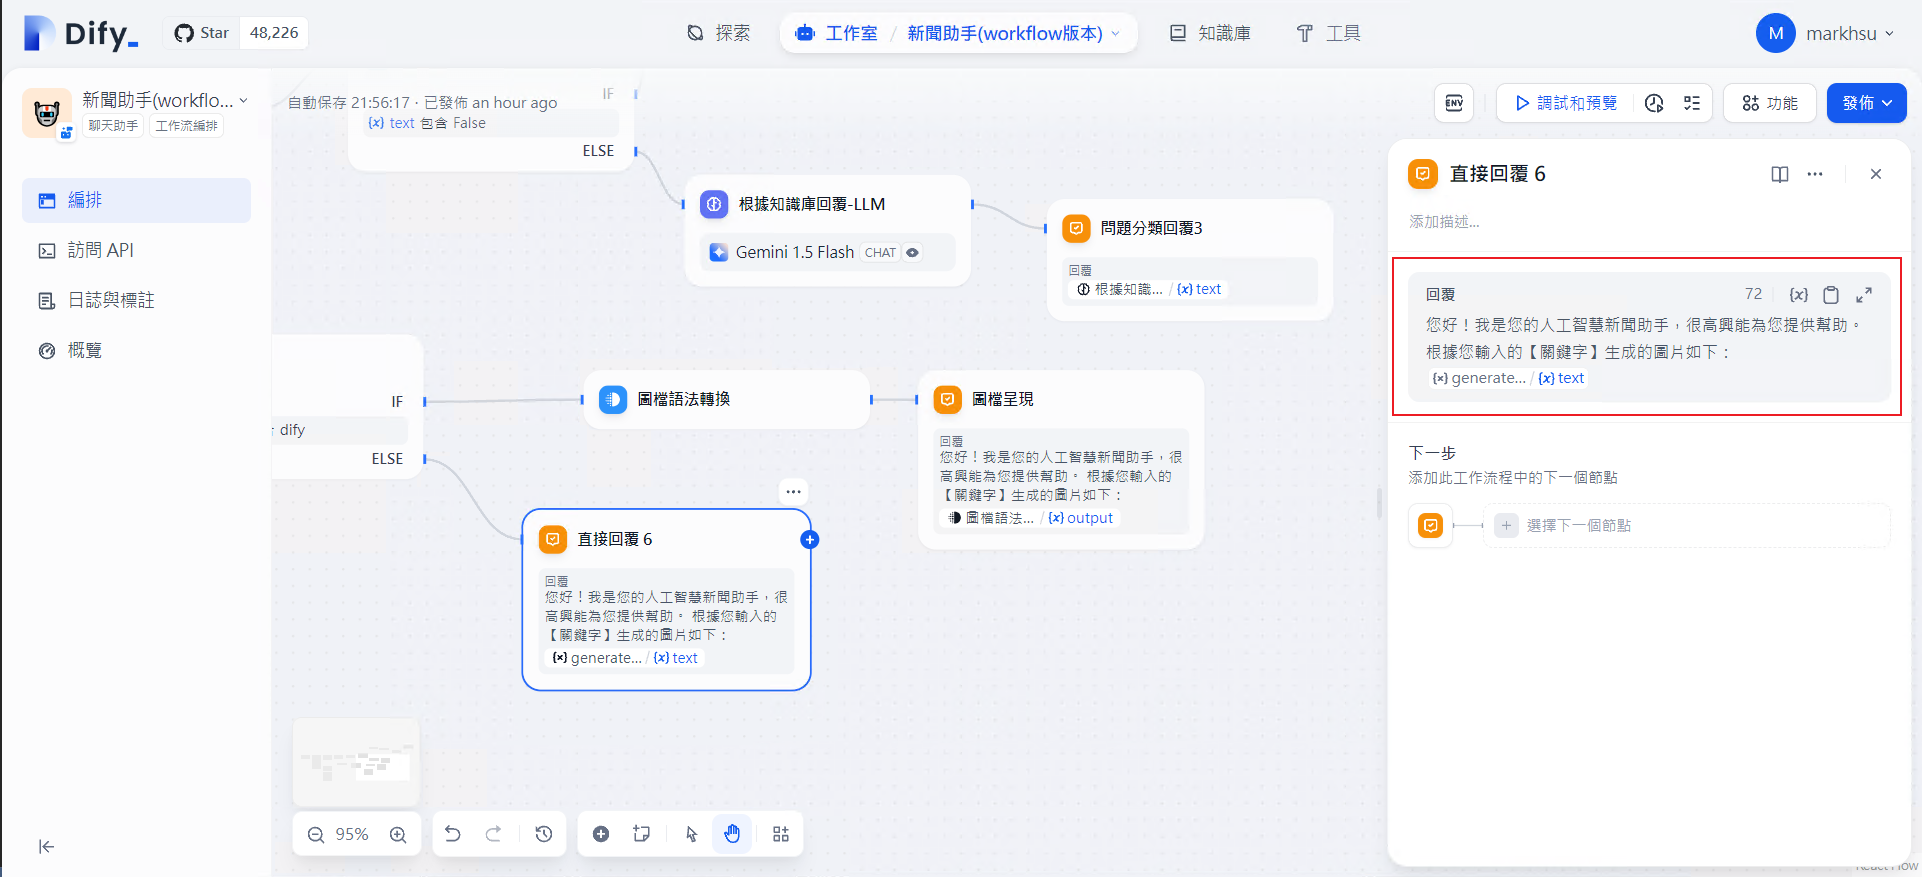 Dify_
Star 48,226
探索
工作室 / 新聞助手(workflow版本)
知識庫
工具
M markhsu
新聞助手(workflo...
聊天助手 工作流編排
編排
訪問 API
日誌與標註
概覽
自動保存 21:56:17 · 已發佈 an hour ago
IF
{x} text 包含 False
ELSE
ENV
調試和預覽
功能
發佈
根據知識庫回覆-LLM
Gemini 1.5 Flash CHAT
問題分類回覆3
回覆
根據知識... / {x} text
IF
dify
ELSE
圖檔語法轉換
圖檔呈現
回覆
您好！我是您的人工智慧新聞助手，很
高興能為您提供幫助。 根據您輸入的
【關鍵字】生成的圖片如下：
圖檔語法... / {x} output
直接回覆 6
回覆
您好！我是您的人工智慧新聞助手，很
高興能為您提供幫助。 根據您輸入的
【關鍵字】生成的圖片如下：
{x} generate... / {x} text
95%
直接回覆 6
添加描述...
回覆 72 {x}
您好！我是您的人工智慧新聞助手，很高興能為您提供幫助。
根據您輸入的【關鍵字】生成的圖片如下：
{x} generate... / {x} text
下一步
添加此工作流程中的下一個節點
選擇下一個節點
React Flow